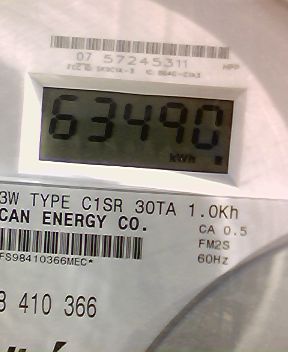 07 57245311
HPP
63490
kWh
3W TYPE C1SR 30TA 1.0Kh
CAN ENERGY CO.
CA 0.5
FM2S
60Hz
FS98410366MEC*
8 410 366